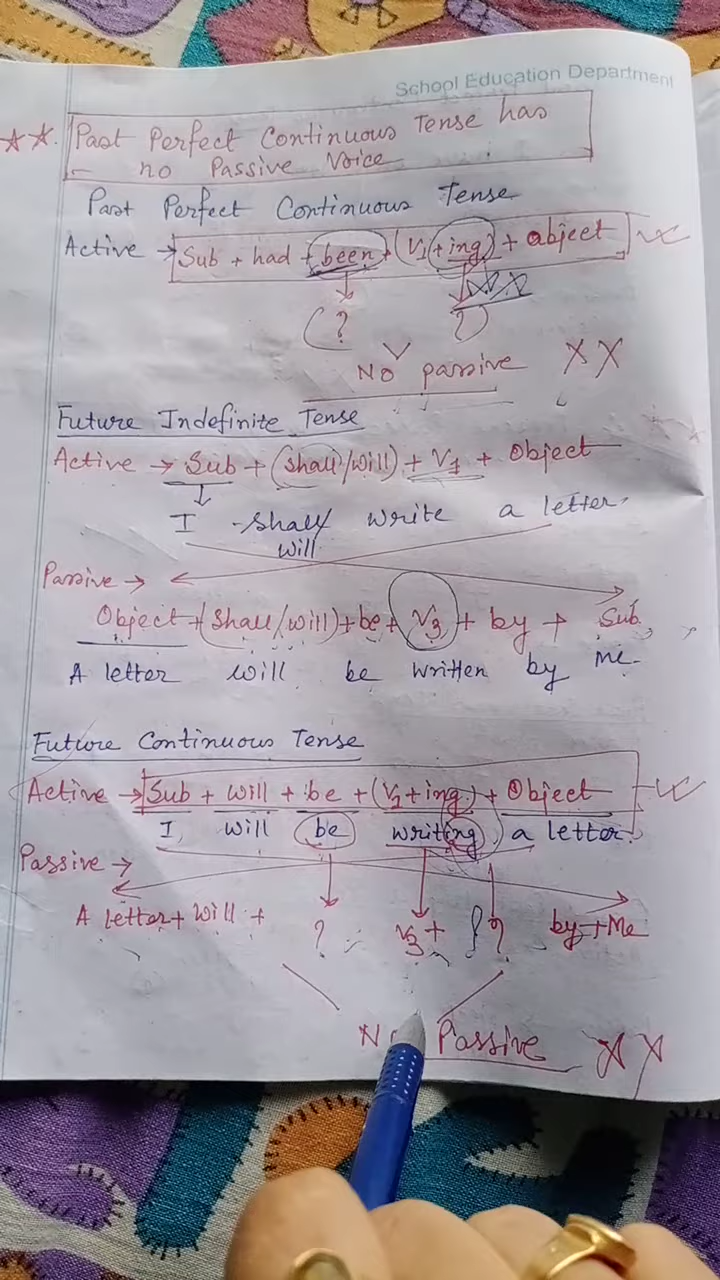 School Education Department
★★. Past Perfect Continuous Tense has
no Passive Voice
Past Perfect Continuous Tense
Active → Sub + had + been + (V1 + ing) + object
(? ?)
No passive XX
Future Indefinite Tense
Active → Sub + (shall/will) + V1 + Object
I shall write a letter.
will
Passive →
Object + (Shall/will) + be + V3 + by + Sub.
A letter will be written by me.
Future Continuous Tense
Active → Sub + will + be + (V1 + ing) + Object
I will be writing a letter.
Passive →
A letter + will + ? V3 + ? by + Me
No Passive XX